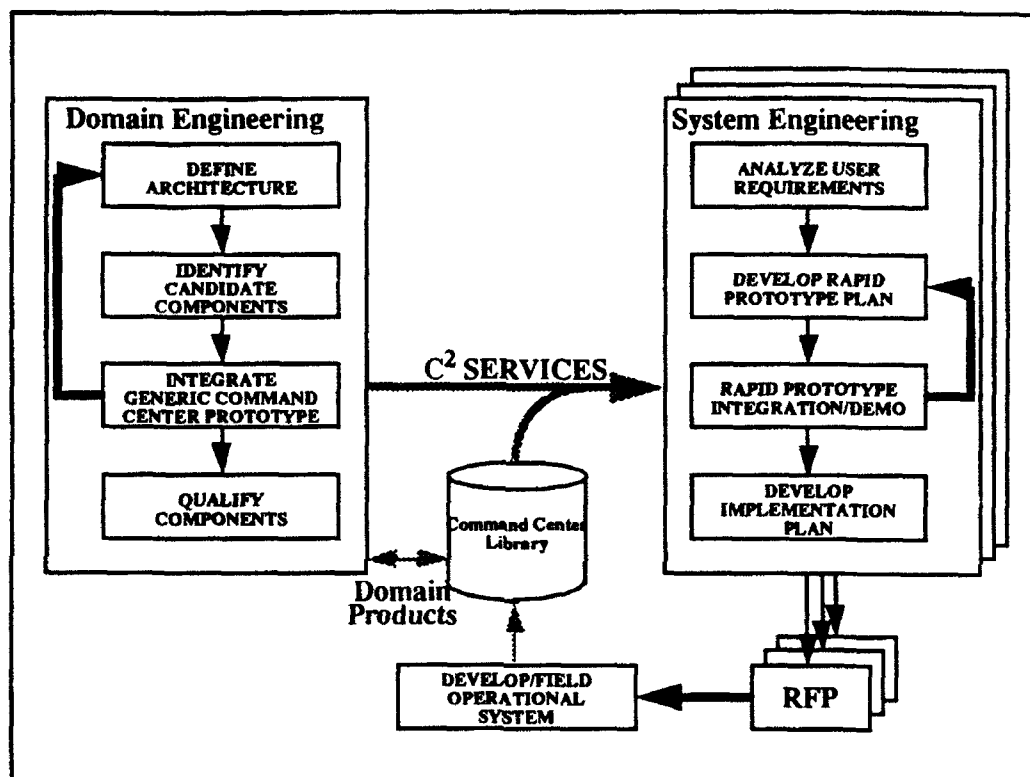 Domain Engineering
DEFINE
ARCHITECTURE
IDENTIFY
CANDIDATE
COMPONENTS
INTEGRATE
GENERIC COMMAND
CENTER PROTOTYPE
QUALIFY
COMPONENTS
C² SERVICES
Command Center
Library
Domain
Products
System Engineering
ANALYZE USER
REQUIREMENTS
DEVELOP RAPID
PROTOTYPE PLAN
RAPID PROTOTYPE
INTEGRATION/DEMO
DEVELOP
IMPLEMENTATION
PLAN
RFP
DEVELOP/FIELD
OPERATIONAL
SYSTEM